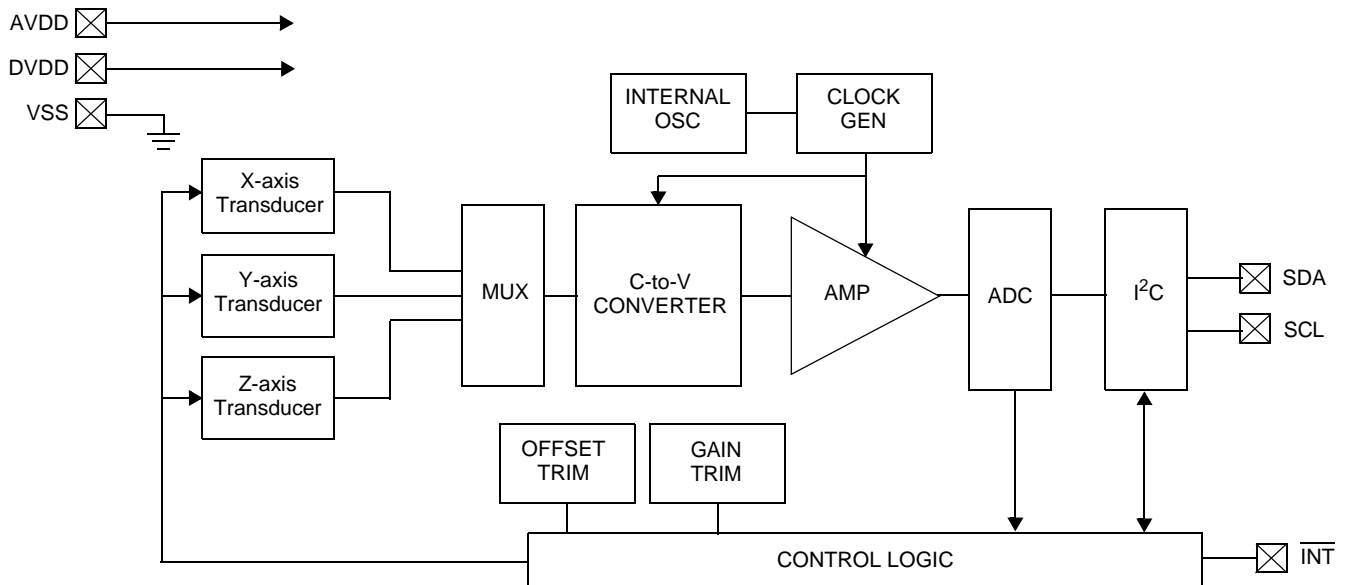 AVDD
DVDD
VSS
INTERNAL
OSC
CLOCK
GEN
X-axis
Transducer
Y-axis
Transducer
Z-axis
Transducer
MUX
C-to-V
CONVERTER
AMP
ADC
I²C
SDA
SCL
OFFSET
TRIM
GAIN
TRIM
CONTROL LOGIC
I̅N̅T̅